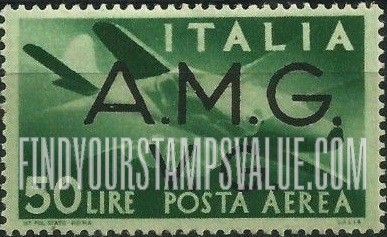 ITALIA
A.M.G.
V.G.
FINDYOURSTAMPSVALUE.COM
50 LIRE POSTA AEREA